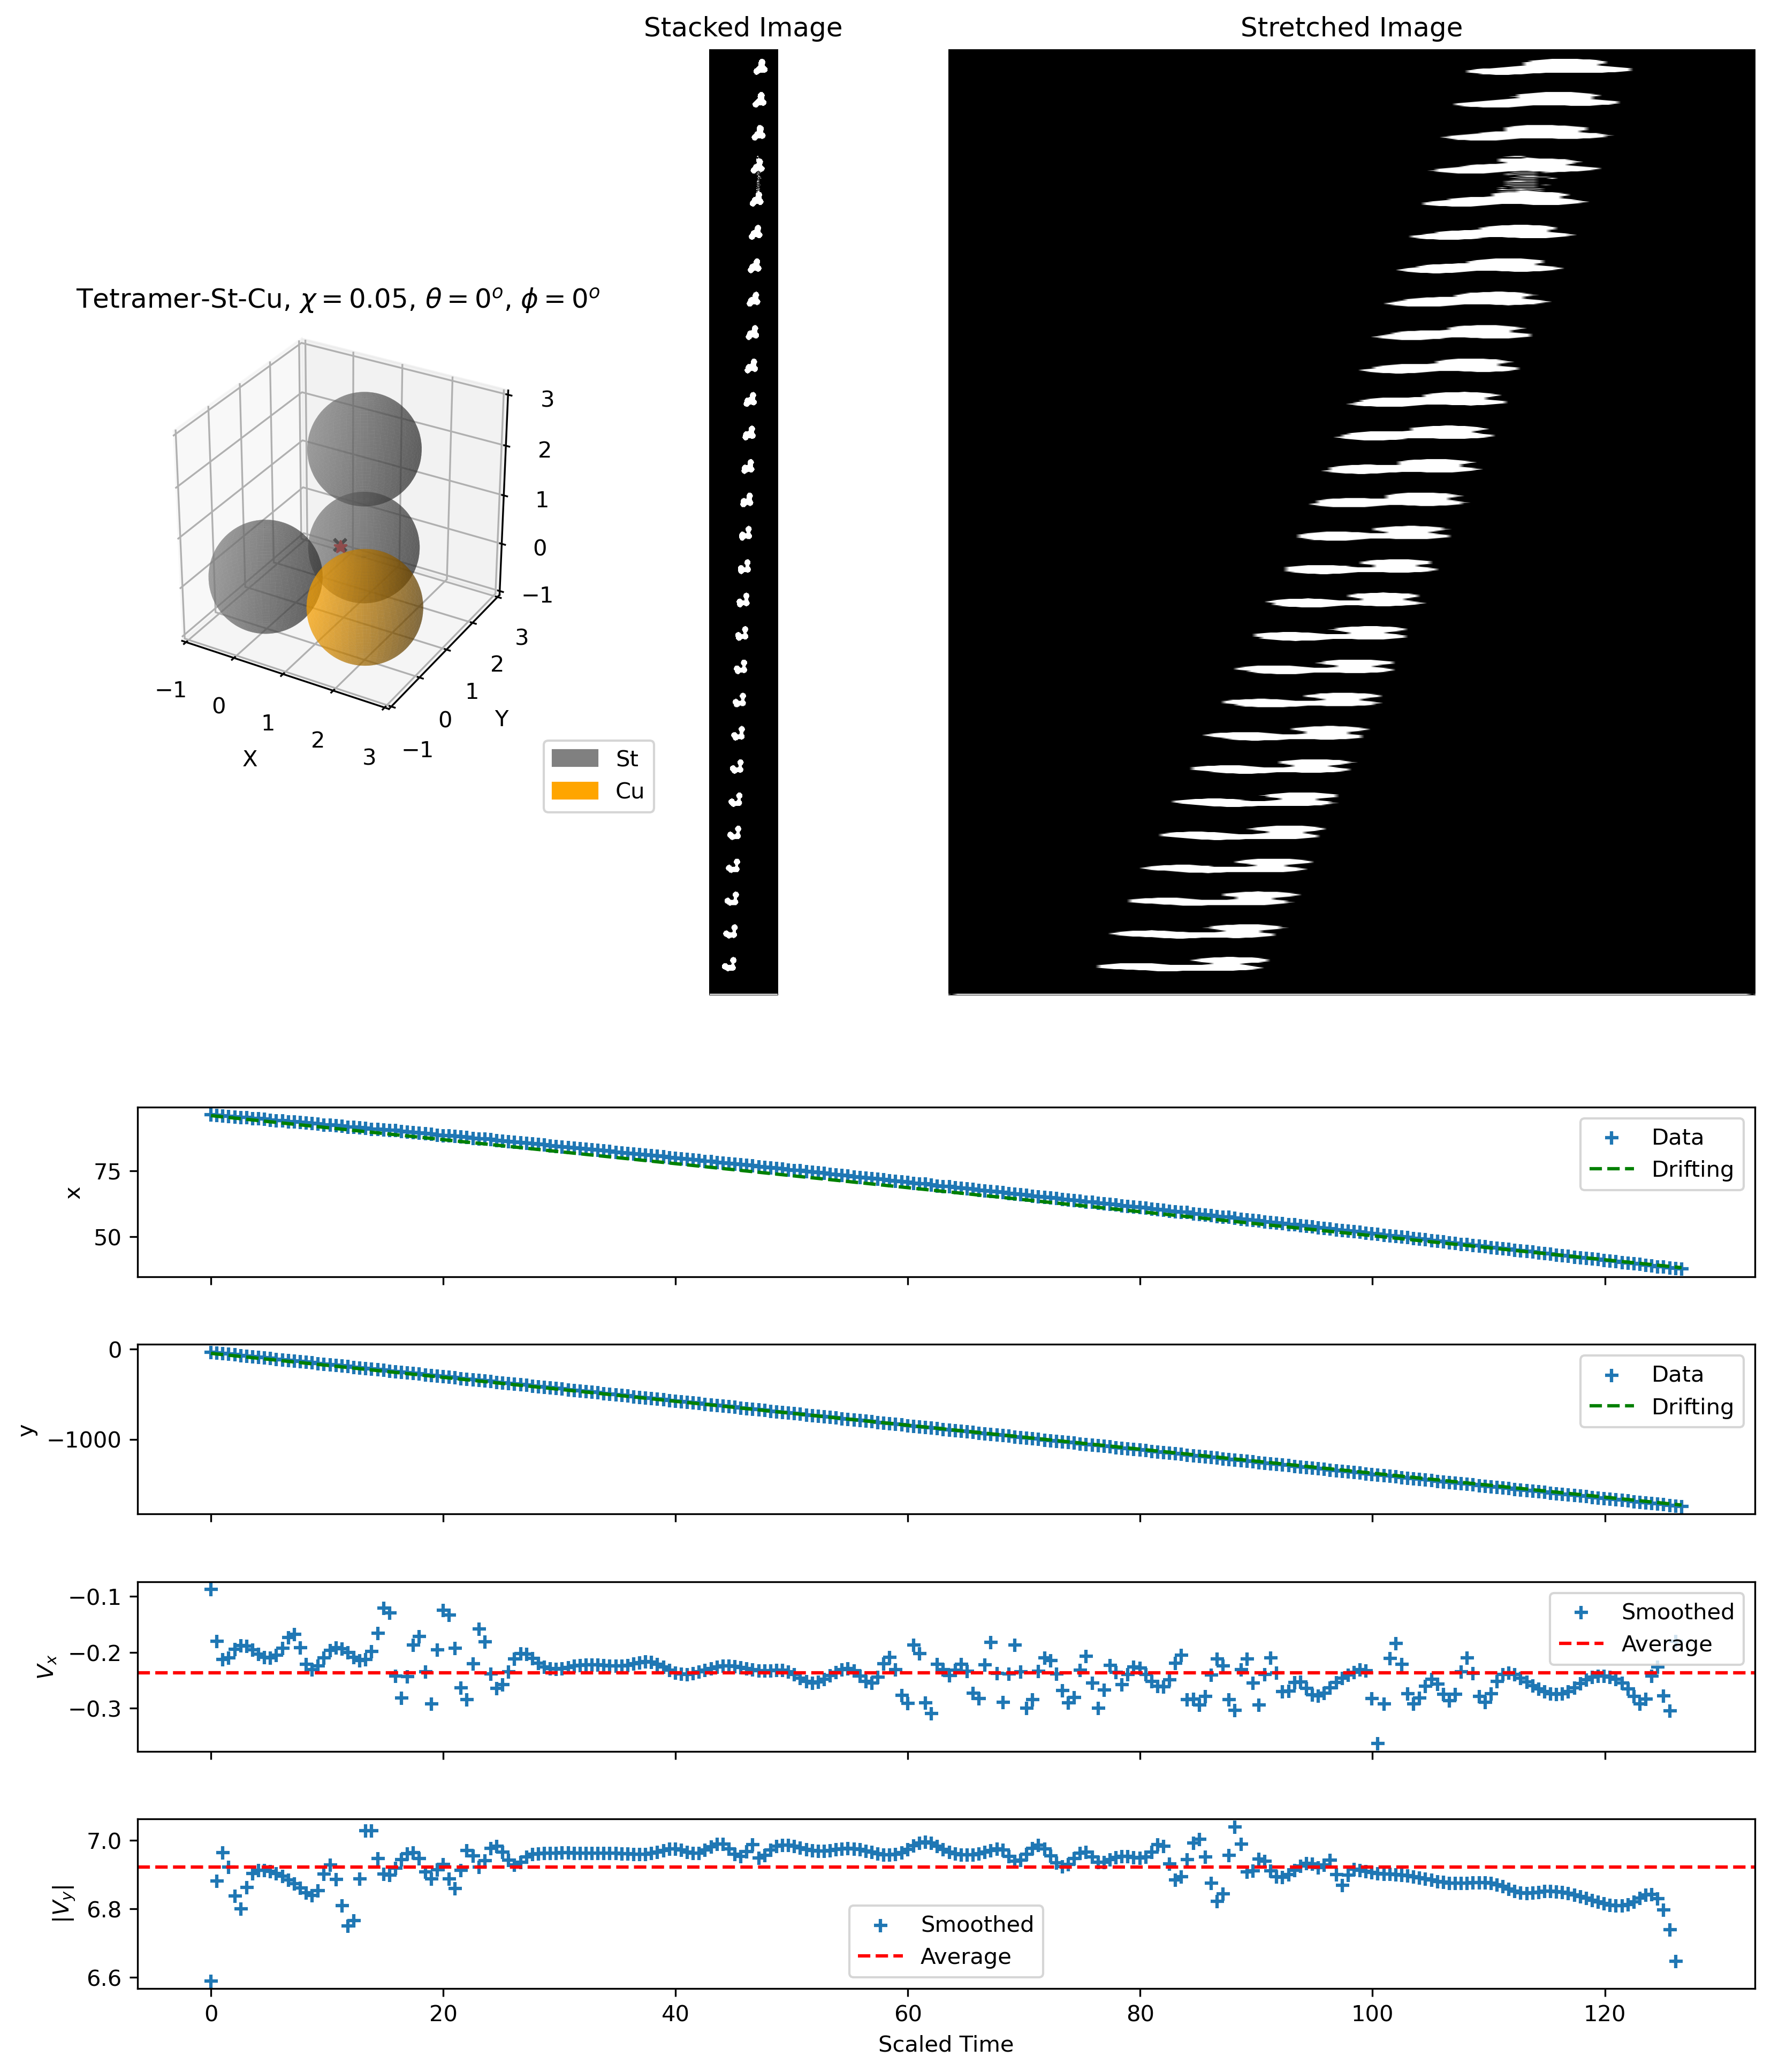 Stacked Image
Stretched Image
Tetramer-St-Cu, χ = 0.05, θ = 0°, ϕ = 0°
3
2
1
0
−1
3
2
1
0
−1
Y
−1
0
1
2
3
X
St
Cu
75
50
x
Data
Drifting
0
−1000
y
Data
Drifting
−0.1
−0.2
−0.3
Vx
Smoothed
Average
7.0
6.8
6.6
|Vy|
Smoothed
Average
0 20 40 60 80 100 120
Scaled Time